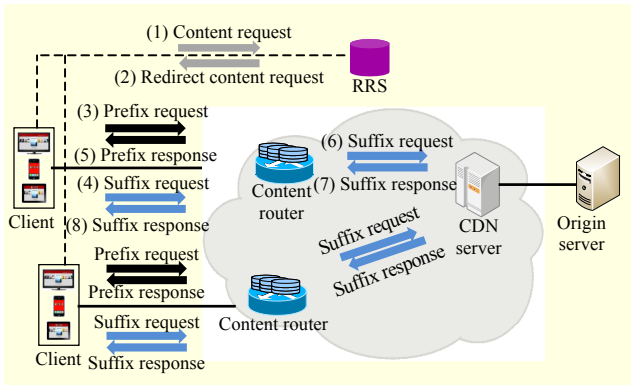 (1) Content request
(2) Redirect content request
RRS
(3) Prefix request
(5) Prefix response
(4) Suffix request
(8) Suffix response
Client
Content
router
(6) Suffix request
(7) Suffix response
CDN
server
Origin
server
Suffix request
Suffix response
Prefix request
Prefix response
Suffix request
Suffix response
Client
Content router